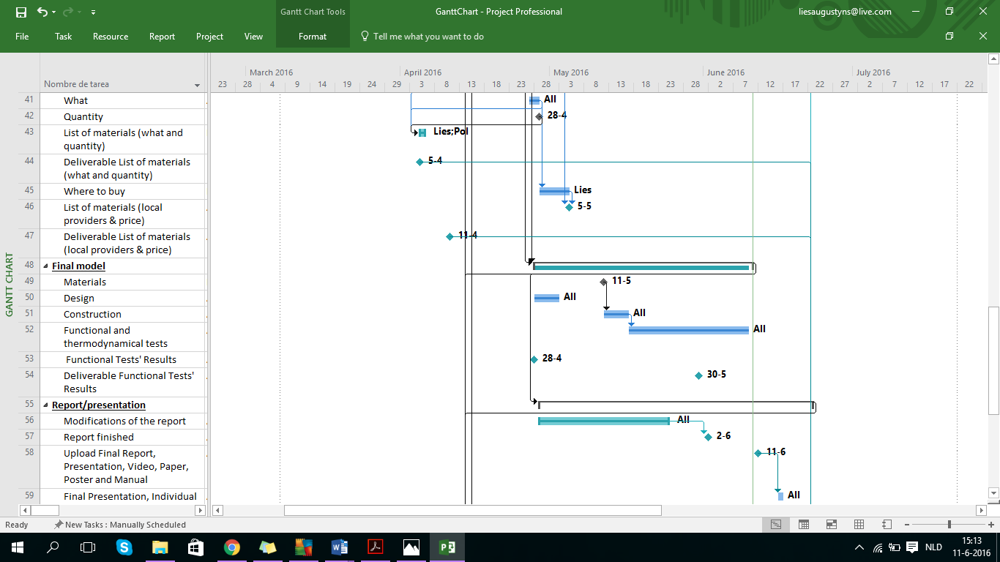 Gantt Chart Tools
GanttChart - Project Professional
liesaugustyns@live.com
File Task Resource Report Project View Format Tell me what you want to do
March 2016 April 2016 May 2016 June 2016 July 2016
Nombre de tarea
23 28 4 9 14 19 24 29 3 8 13 18 23 28 3 8 13 18 23 28 2 7 12 17 22 27 2 7 12 17 22
41 What All
42 Quantity 28-4
43 List of materials (what and Lies;Pol
quantity)
44 Deliverable List of materials 5-4
(what and quantity)
45 Where to buy Lies
46 List of materials (local 5-5
providers & price)
47 Deliverable List of materials 11-4
(local providers & price)
48 Final model
49 Materials 11-5
50 Design All
51 Construction All
52 Functional and All
thermodynamical tests
53 Functional Tests' Results 28-4
54 Deliverable Functional Tests' 30-5
Results
55 Report/presentation
56 Modifications of the report All
57 Report finished 2-6
58 Upload Final Report, 11-6
Presentation, Video, Paper,
Poster and Manual
59 Final Presentation, Individual All
GANTT CHART
Ready New Tasks : Manually Scheduled
NLD
15:13
11-6-2016